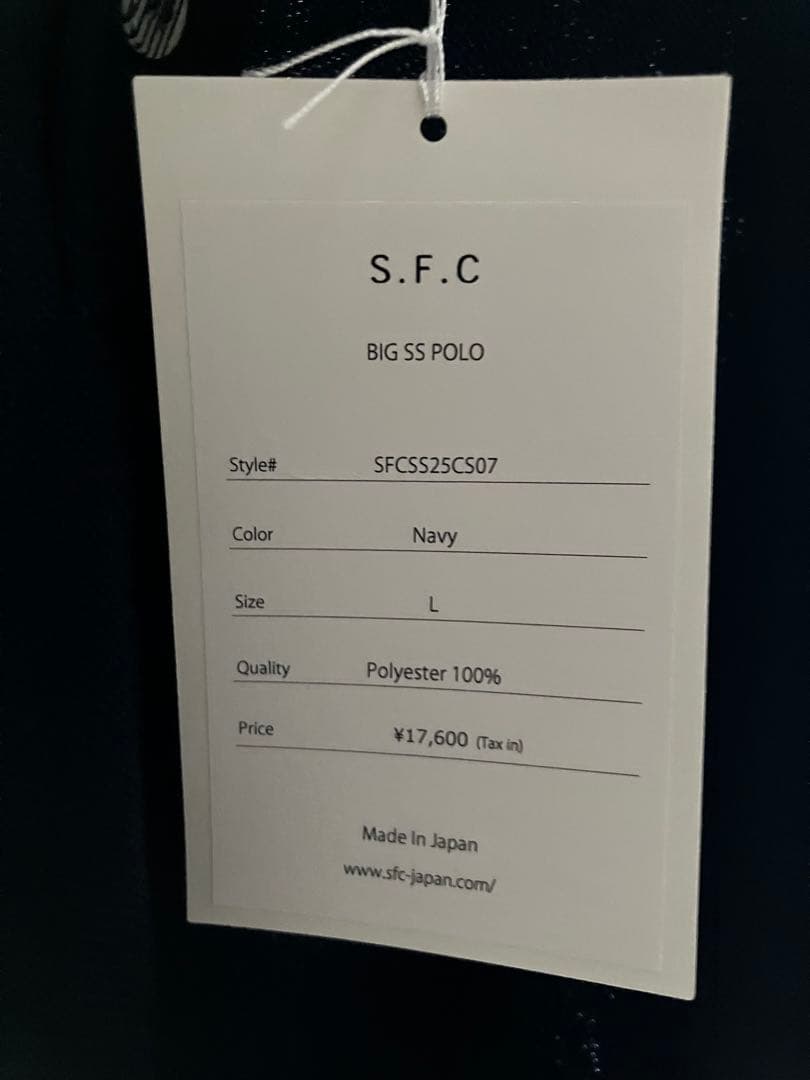 S.F.C
BIG SS POLO
Style# SFCSS25CS07
Color Navy
Size L
Quality Polyester 100%
Price ¥17,600 (Tax in)
Made In Japan
www.sfc-japan.com/